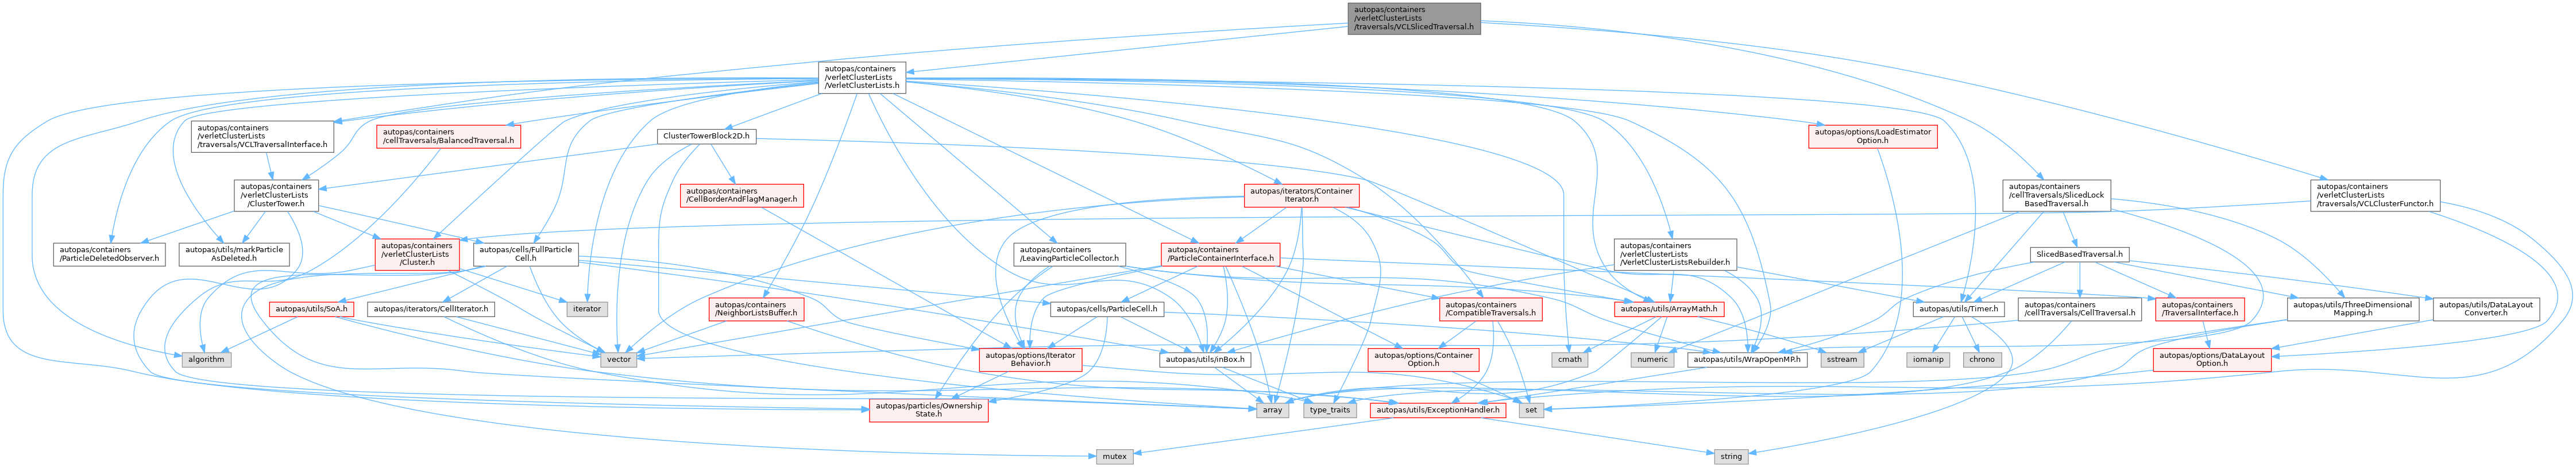 autopas/containers
/verletClusterLists
/traversals/VCLSlicedTraversal.h
autopas/containers
/verletClusterLists
/VerletClusterLists.h
autopas/containers
/verletClusterLists
/traversals/VCLTraversalInterface.h
autopas/containers
/cellTraversals/BalancedTraversal.h
ClusterTowerBlock2D.h
autopas/options/LoadEstimator
Option.h
autopas/containers
/verletClusterLists
/ClusterTower.h
autopas/containers
/CellBorderAndFlagManager.h
autopas/iterators/Container
Iterator.h
autopas/containers
/cellTraversals/SlicedLock
BasedTraversal.h
autopas/containers
/verletClusterLists
/traversals/VCLClusterFunctor.h
autopas/containers
/ParticleDeletedObserver.h
autopas/utils/markParticle
AsDeleted.h
autopas/containers
/verletClusterLists
/Cluster.h
autopas/cells/FullParticle
Cell.h
autopas/containers
/LeavingParticleCollector.h
autopas/containers
/ParticleContainerInterface.h
autopas/containers
/verletClusterLists
/VerletClusterListsRebuilder.h
SlicedBasedTraversal.h
autopas/utils/SoA.h
autopas/iterators/CellIterator.h
iterator
autopas/containers
/NeighborListsBuffer.h
autopas/cells/ParticleCell.h
autopas/containers
/CompatibleTraversals.h
autopas/utils/ArrayMath.h
autopas/utils/Timer.h
autopas/containers
/cellTraversals/CellTraversal.h
autopas/containers
/TraversalInterface.h
autopas/utils/ThreeDimensional
Mapping.h
autopas/utils/DataLayout
Converter.h
algorithm
vector
autopas/options/Iterator
Behavior.h
autopas/utils/inBox.h
autopas/options/Container
Option.h
cmath
numeric
autopas/utils/WrapOpenMP.h
sstream
iomanip
chrono
autopas/options/DataLayout
Option.h
autopas/particles/Ownership
State.h
array
type_traits
autopas/utils/ExceptionHandler.h
set
mutex
string